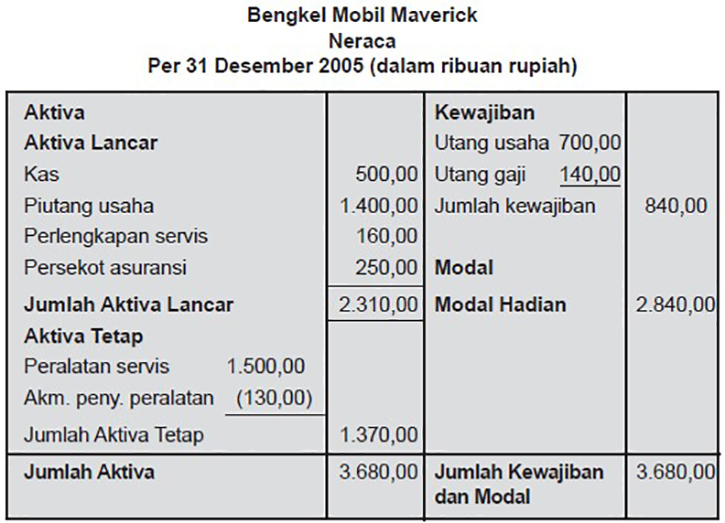 Bengkel Mobil Maverick
Neraca
Per 31 Desember 2005 (dalam ribuan rupiah)
Aktiva
Aktiva Lancar
Kas 500,00
Piutang usaha 1.400,00
Perlengkapan servis 160,00
Persekot asuransi 250,00
Jumlah Aktiva Lancar 2.310,00
Aktiva Tetap
Peralatan servis 1.500,00
Akm. peny. peralatan (130,00)
Jumlah Aktiva Tetap 1.370,00
Jumlah Aktiva 3.680,00
Kewajiban
Utang usaha 700,00
Utang gaji 140,00
Jumlah kewajiban 840,00
Modal
Modal Hadian 2.840,00
Jumlah Kewajiban 3.680,00
dan Modal